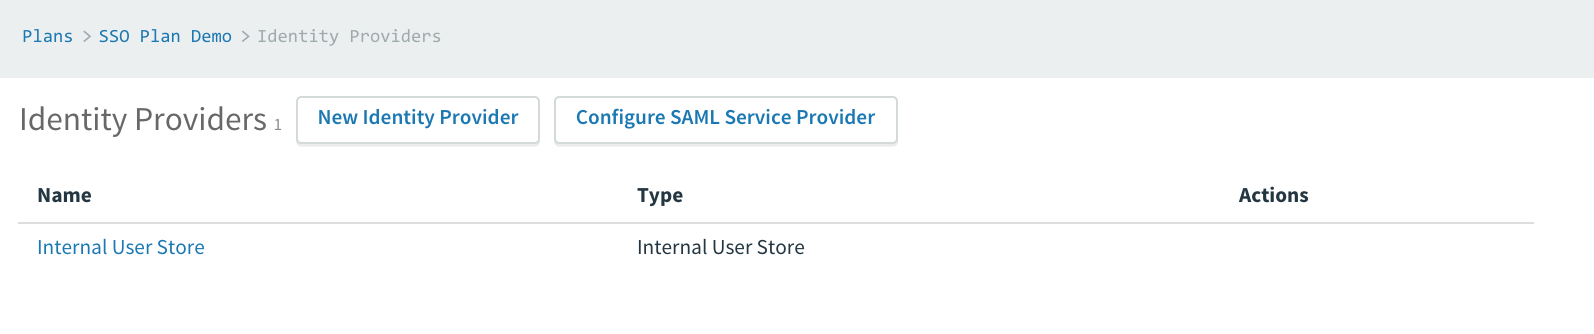 Plans > SSO Plan Demo > Identity Providers
Identity Providers 1 New Identity Provider Configure SAML Service Provider
Name Type Actions
Internal User Store Internal User Store